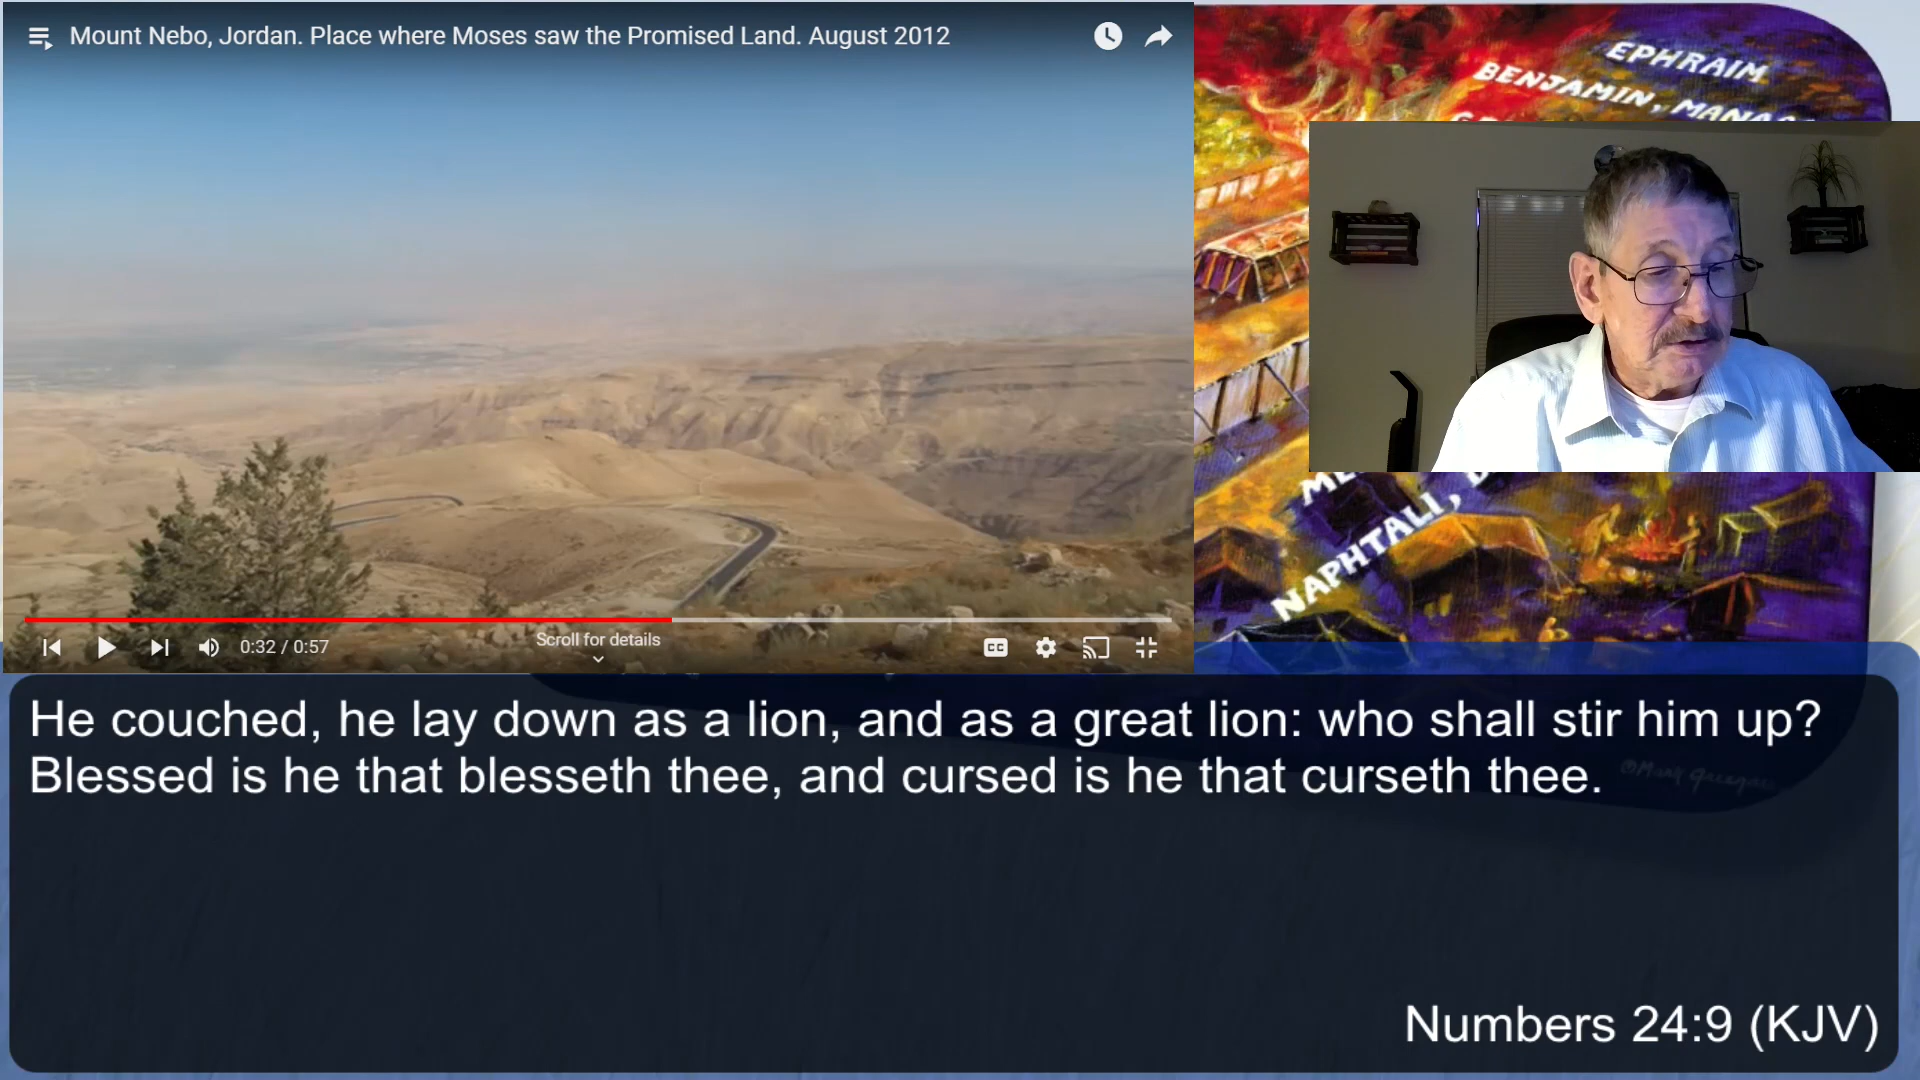 Mount Nebo, Jordan. Place where Moses saw the Promised Land. August 2012
EPHRAIM
BENJAMIN,
NAPHTALI,
0:32 / 0:57
Scroll for details
CC
He couched, he lay down as a lion, and as a great lion: who shall stir him up?
Blessed is he that blesseth thee, and cursed is he that curseth thee.
Numbers 24:9 (KJV)